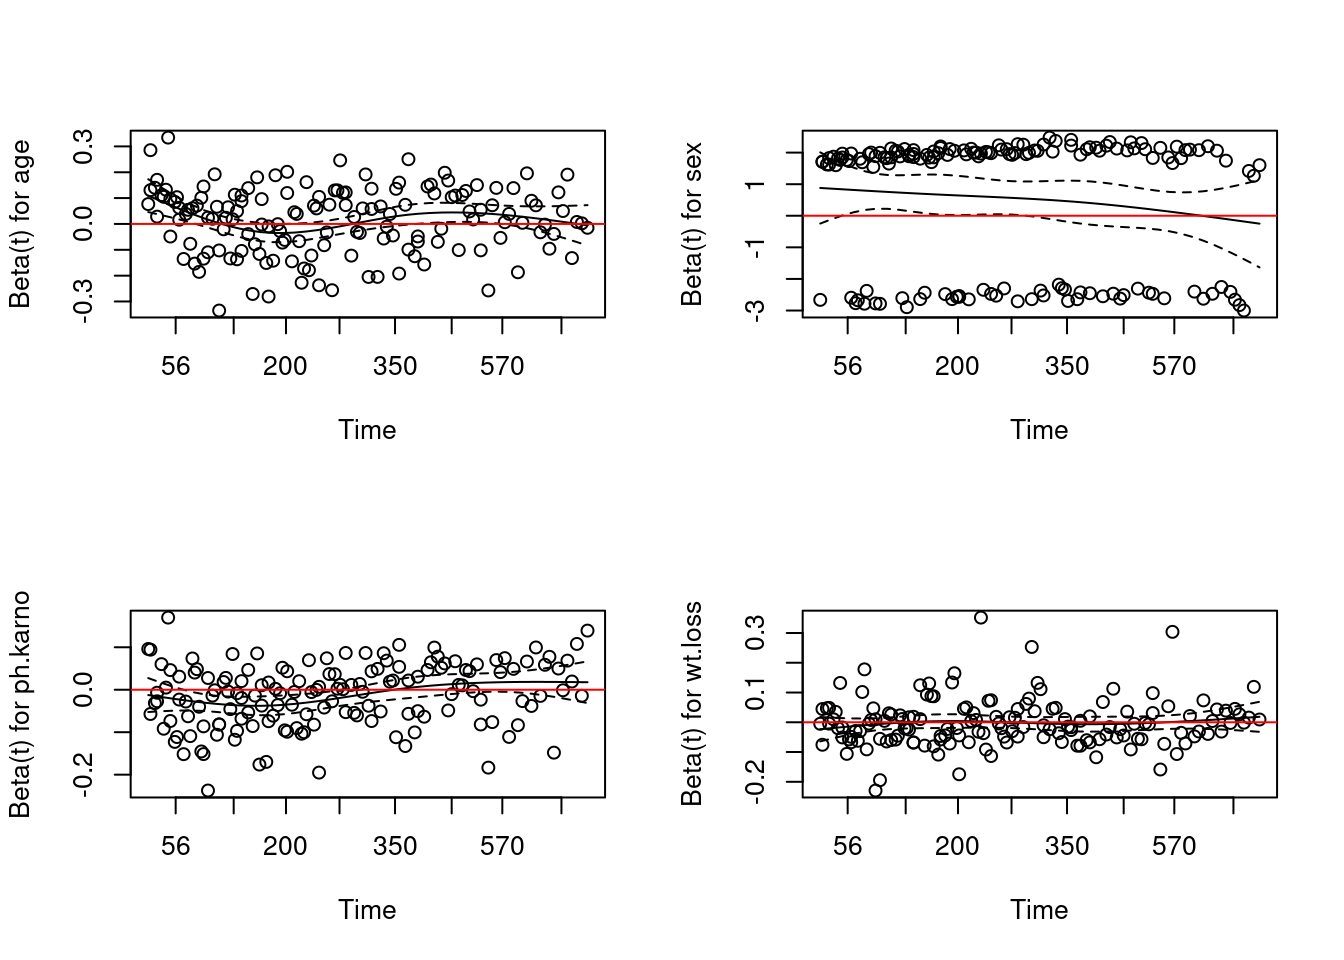 Beta(t) for age
0.3
0.0
-0.3
56 200 350 570
Time
Beta(t) for sex
1
-1
-3
56 200 350 570
Time
Beta(t) for ph.karno
0.0
-0.2
56 200 350 570
Time
Beta(t) for wt.loss
0.3
0.1
-0.2
56 200 350 570
Time